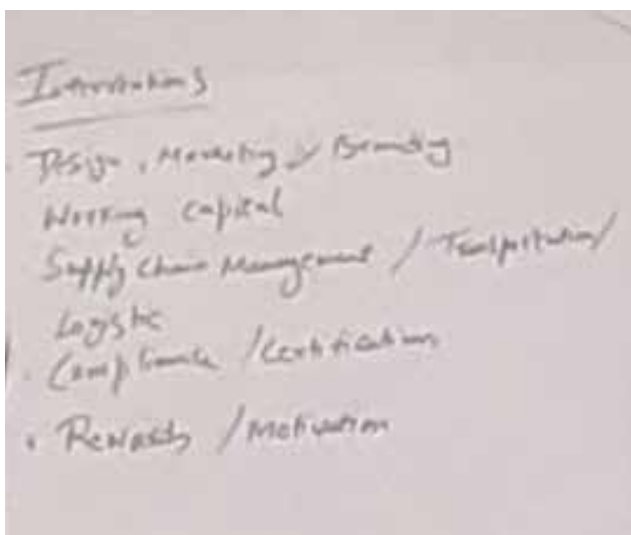 Interventions
Design, Marketing / Branding
Working Capital
Supply Chain Management / Transportation /
Logistic
• Compliance / Certification
• Rewards / Motivation